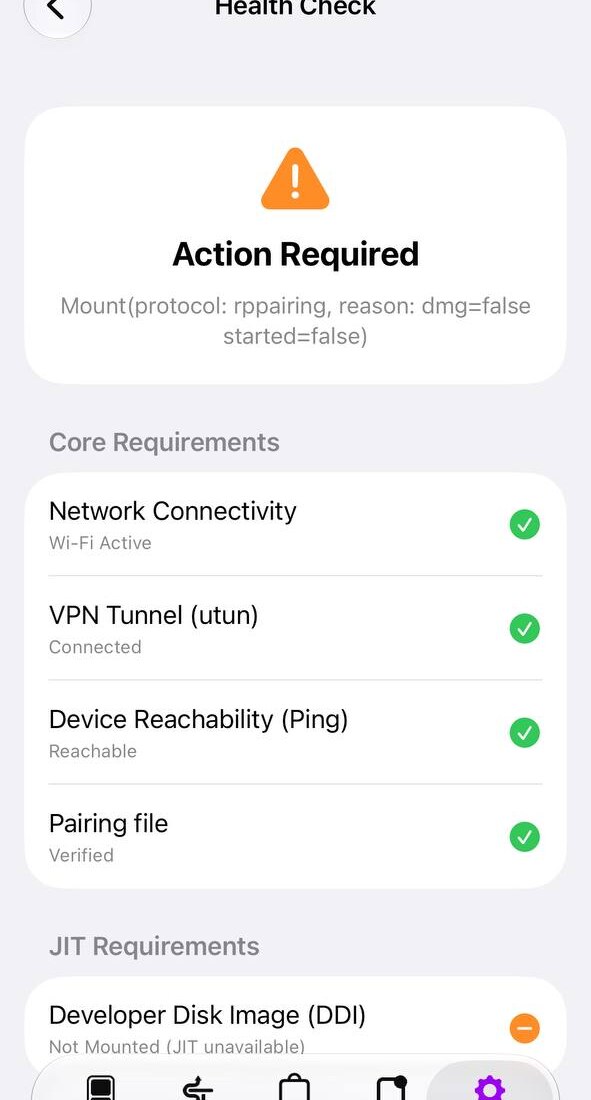 Health Check
Action Required
Mount(protocol: rppairing, reason: dmg=false
started=false)
Core Requirements
Network Connectivity
Wi-Fi Active
VPN Tunnel (utun)
Connected
Device Reachability (Ping)
Reachable
Pairing file
Verified
JIT Requirements
Developer Disk Image (DDI)
Not Mounted (JIT unavailable)